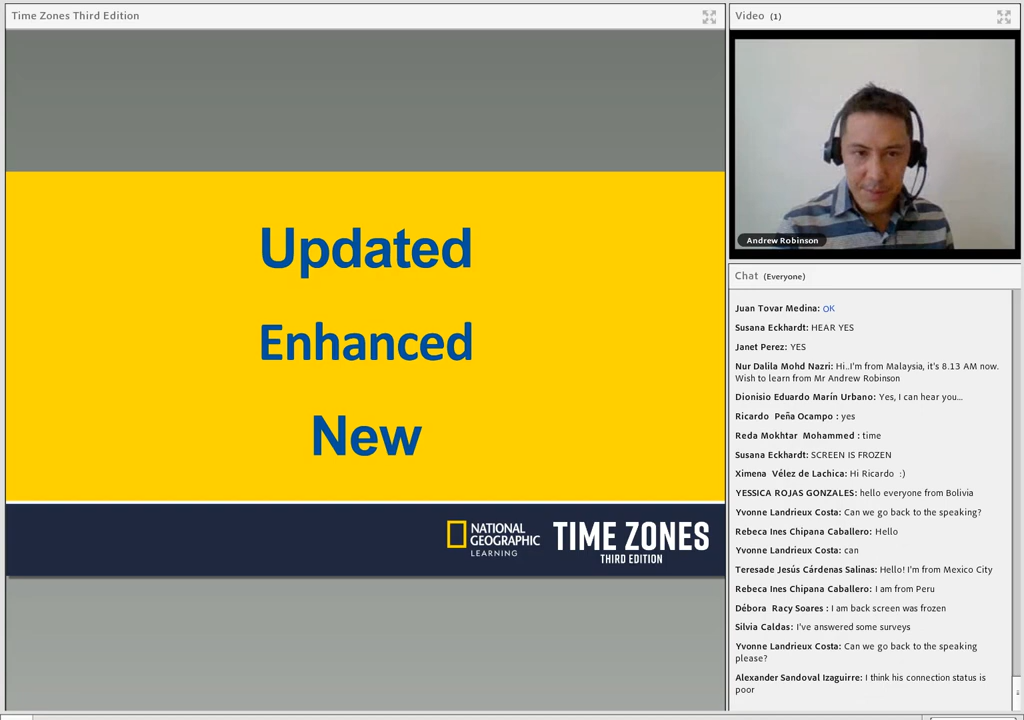 Time Zones Third Edition
Updated
Enhanced
New
NATIONAL
GEOGRAPHIC
LEARNING
TIME ZONES
THIRD EDITION
Video (1)
Andrew Robinson
Chat (Everyone)
Juan Tovar Medina: OK
Susana Eckhardt: HEAR YES
Janet Perez: YES
Nur Dalila Mohd Nazri: Hi..I'm from Malaysia, it's 8.13 AM now.
Wish to learn from Mr Andrew Robinson
Dionisio Eduardo Marín Urbano: Yes, I can hear you...
Ricardo Peña Ocampo : yes
Reda Mokhtar Mohammed : time
Susana Eckhardt: SCREEN IS FROZEN
Ximena Vélez de Lachica: Hi Ricardo :)
YESSICA ROJAS GONZALES: hello everyone from Bolivia
Yvonne Landrieux Costa: Can we go back to the speaking?
Rebeca Ines Chipana Caballero: Hello
Yvonne Landrieux Costa: can
Teresade Jesús Cárdenas Salinas: Hello! I'm from Mexico City
Rebeca Ines Chipana Caballero: I am from Peru
Débora Racy Soares : I am back screen was frozen
Silvia Caldas: I've answered some surveys
Yvonne Landrieux Costa: Can we go back to the speaking
please?
Alexander Sandoval Izaguirre: I think his connection status is
poor